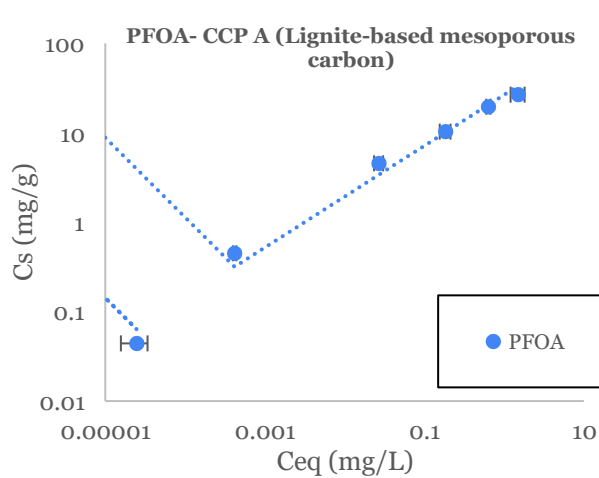 PFOA- CCP A (Lignite-based mesoporous
carbon)
100
10
1
0.1
0.01
Cs (mg/g)
0.00001
0.001
0.1
10
Ceq (mg/L)
PFOA